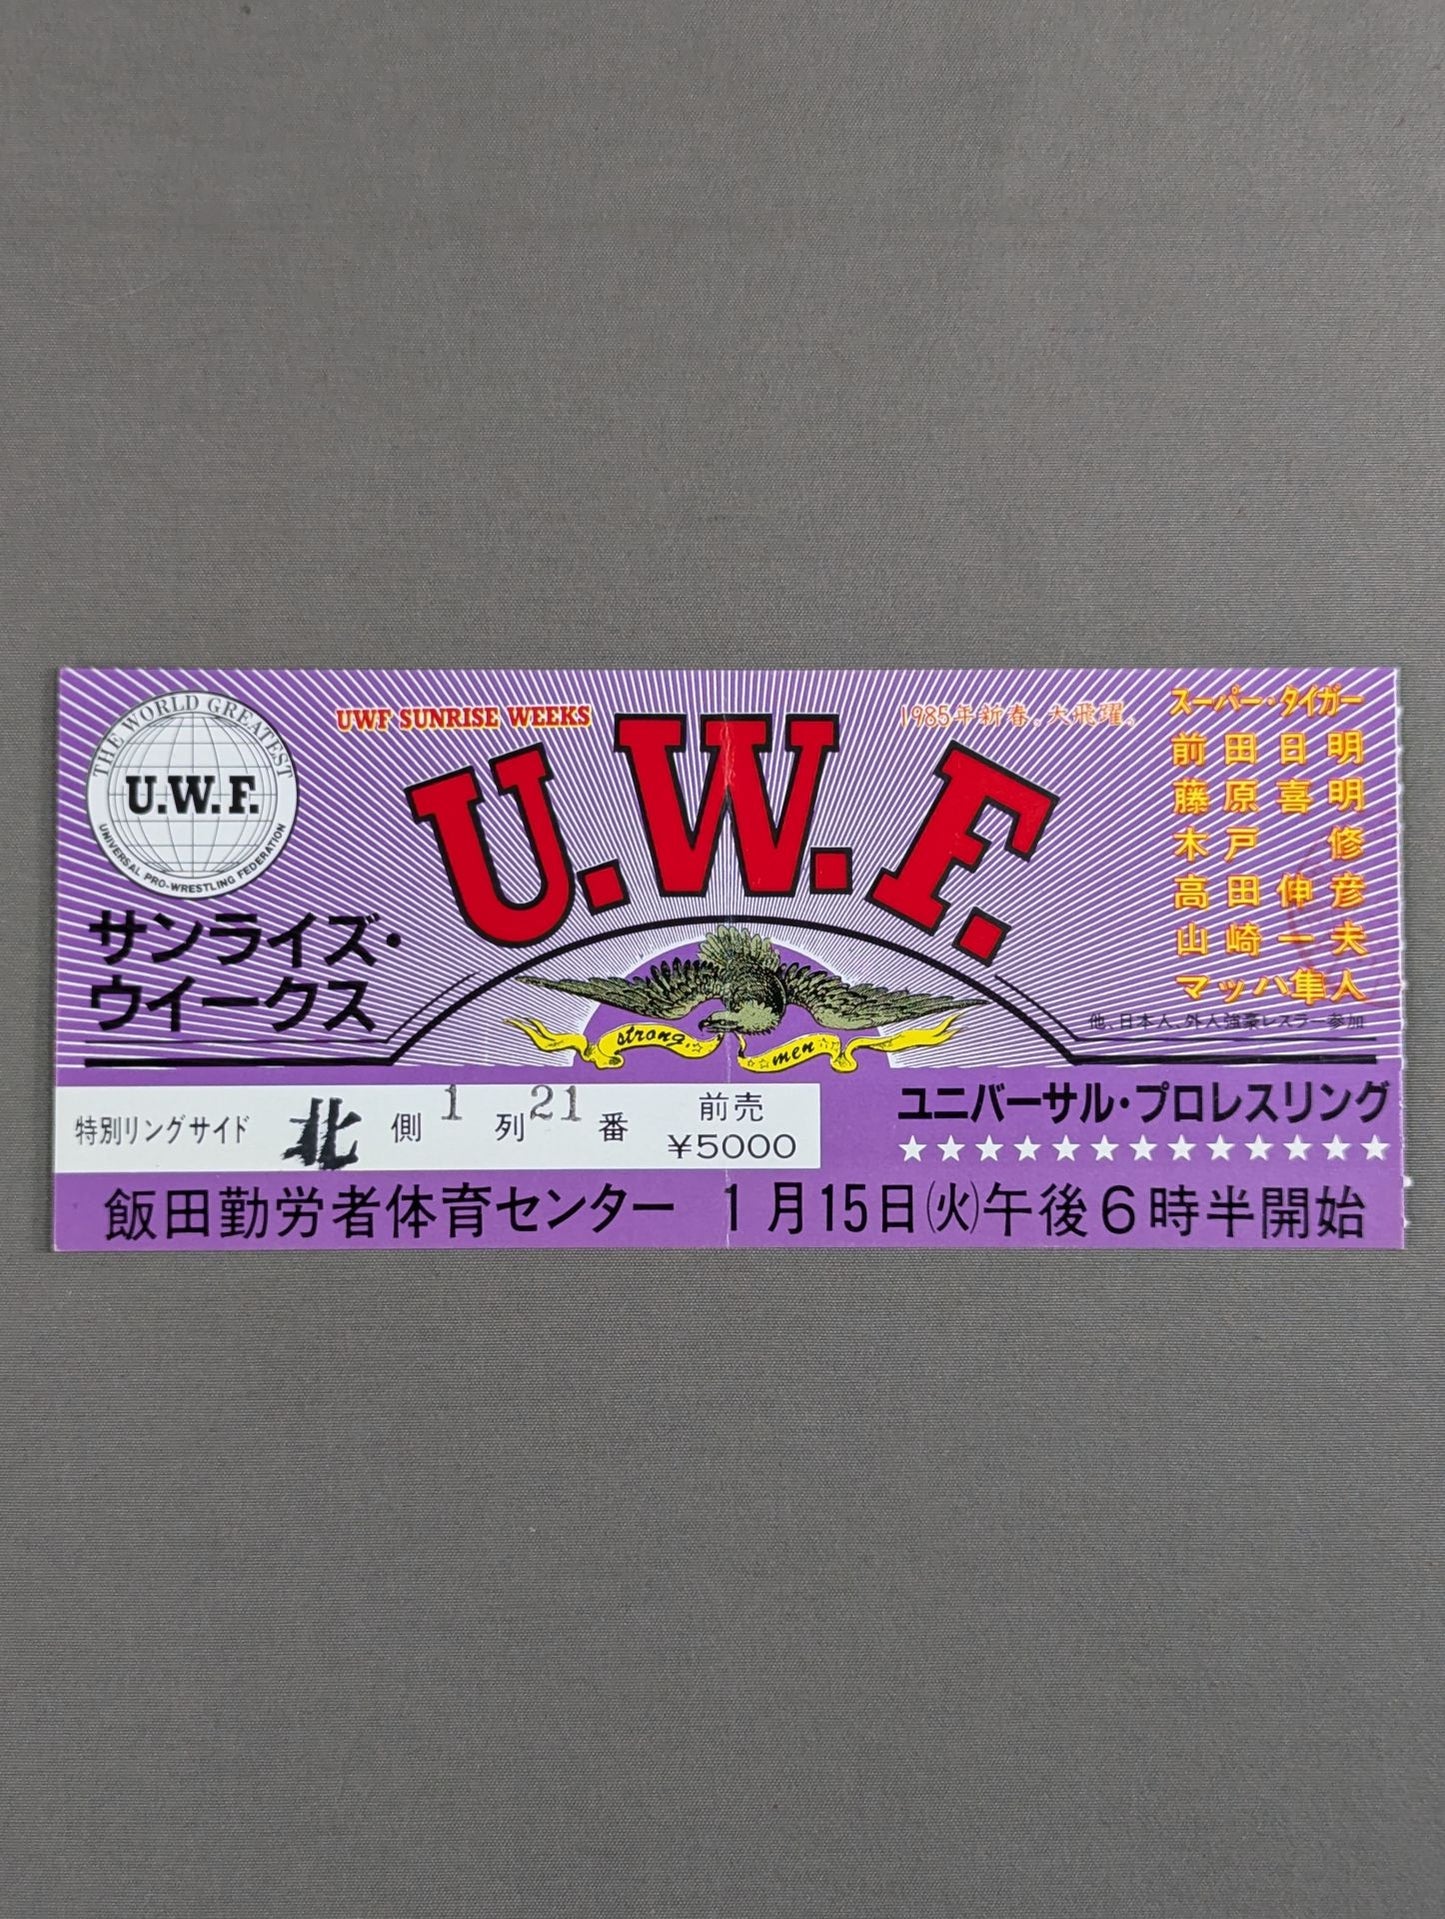 THE WORLD GREATEST
U.W.F.
UNIVERSAL PRO-WRESTLING FEDERATION
UWF SUNRISE WEEKS
1985年新春。大飛躍。
U.W.F.
サンライズ・
ウイークス
strong
men
スーパー・タイガー
前田日明
藤原喜明
木戸 修
高田伸彦
山崎一夫
マッハ隼人
他、日本人、外人強豪レスラー参加
特別リングサイド 北 側 1 列 21 番 前売 ¥5000
ユニバーサル・プロレスリング
★★★★★★★★★★★★★
飯田勤労者体育センター 1月15日(火)午後6時半開始